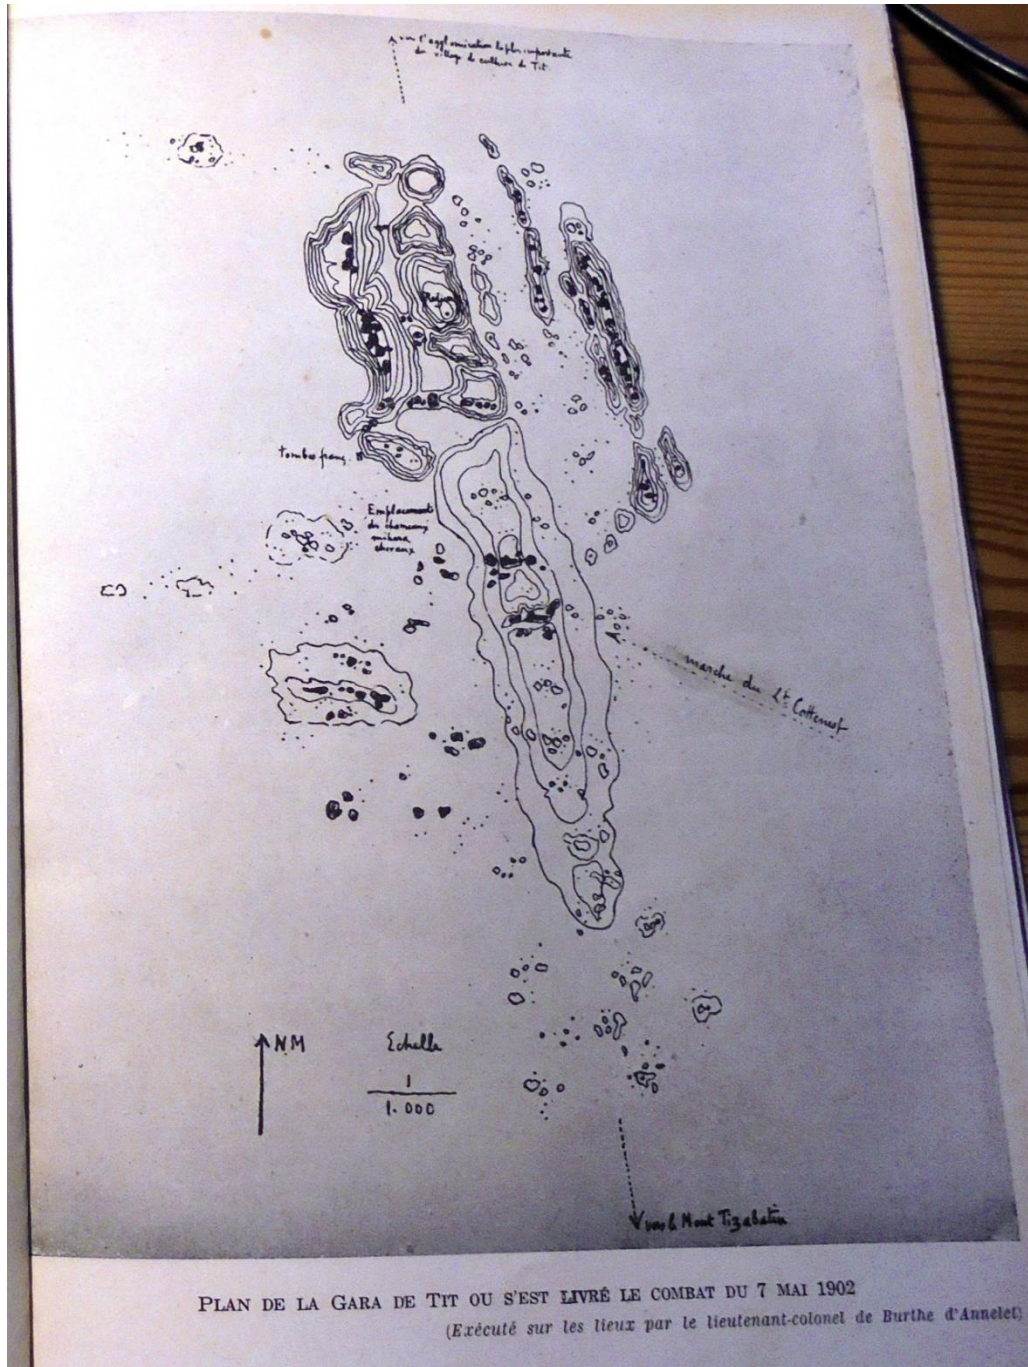 vers l'agglomération la plus importante
du village de culture de Tit.
tombes franç.
Emplacement
des chameaux
mehara
chevaux
marche du Lt Cottenest
NM
Echelle
1
1.000
vers le Mont Tizabatin
PLAN DE LA GARA DE TIT OU S'EST LIVRÉ LE COMBAT DU 7 MAI 1902
(Exécuté sur les lieux par le lieutenant-colonel de Burthe d'Annelet)